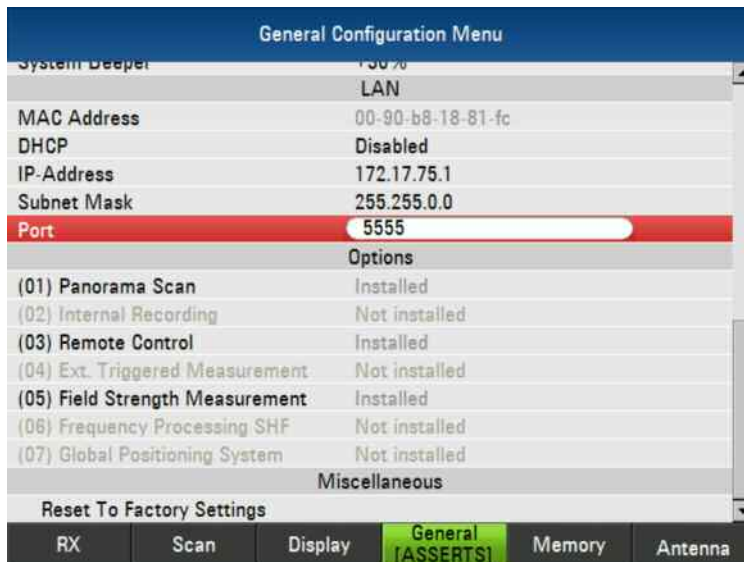 General Configuration Menu
System Beeper +50%
LAN
MAC Address 00-90-b8-18-81-fc
DHCP Disabled
IP-Address 172.17.75.1
Subnet Mask 255.255.0.0
Port 5555
Options
(01) Panorama Scan Installed
(02) Internal Recording Not installed
(03) Remote Control Installed
(04) Ext. Triggered Measurement Not installed
(05) Field Strength Measurement Installed
(06) Frequency Processing SHF Not installed
(07) Global Positioning System Not installed
Miscellaneous
Reset To Factory Settings
RX Scan Display General [ASSERTS] Memory Antenna